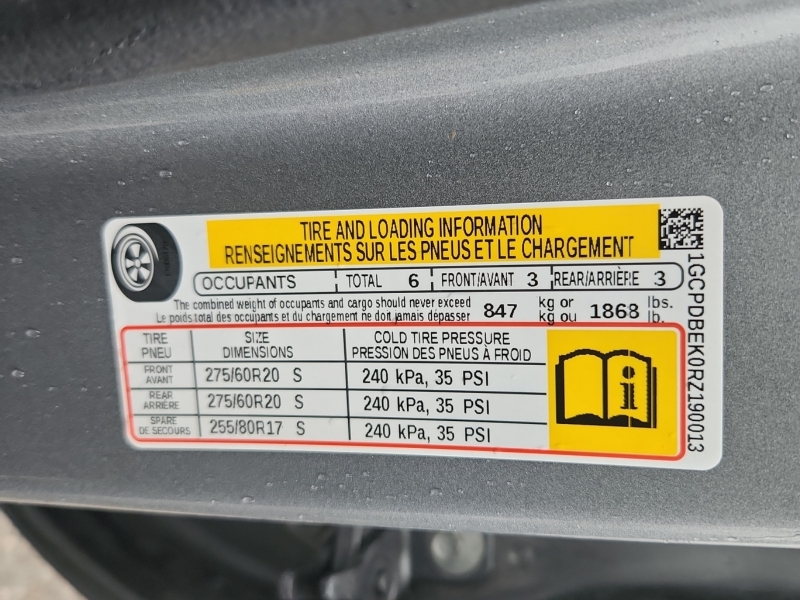 TIRE AND LOADING INFORMATION
RENSEIGNEMENTS SUR LES PNEUS ET LE CHARGEMENT
OCCUPANTS TOTAL 6 FRONT/AVANT 3 REAR/ARRIÈRE 3
The combined weight of occupants and cargo should never exceed 847 kg or 1868 lbs.
Le poids total des occupants et du chargement ne doit jamais dépasser kg ou lb.
TIRE SIZE COLD TIRE PRESSURE
PNEU DIMENSIONS PRESSION DES PNEUS À FROID
FRONT
AVANT 275/60R20 S 240 kPa, 35 PSI
REAR
ARRIÈRE 275/60R20 S 240 kPa, 35 PSI
SPARE
DE SECOURS 255/80R17 S 240 kPa, 35 PSI
1GCPDBEK0RZ190013